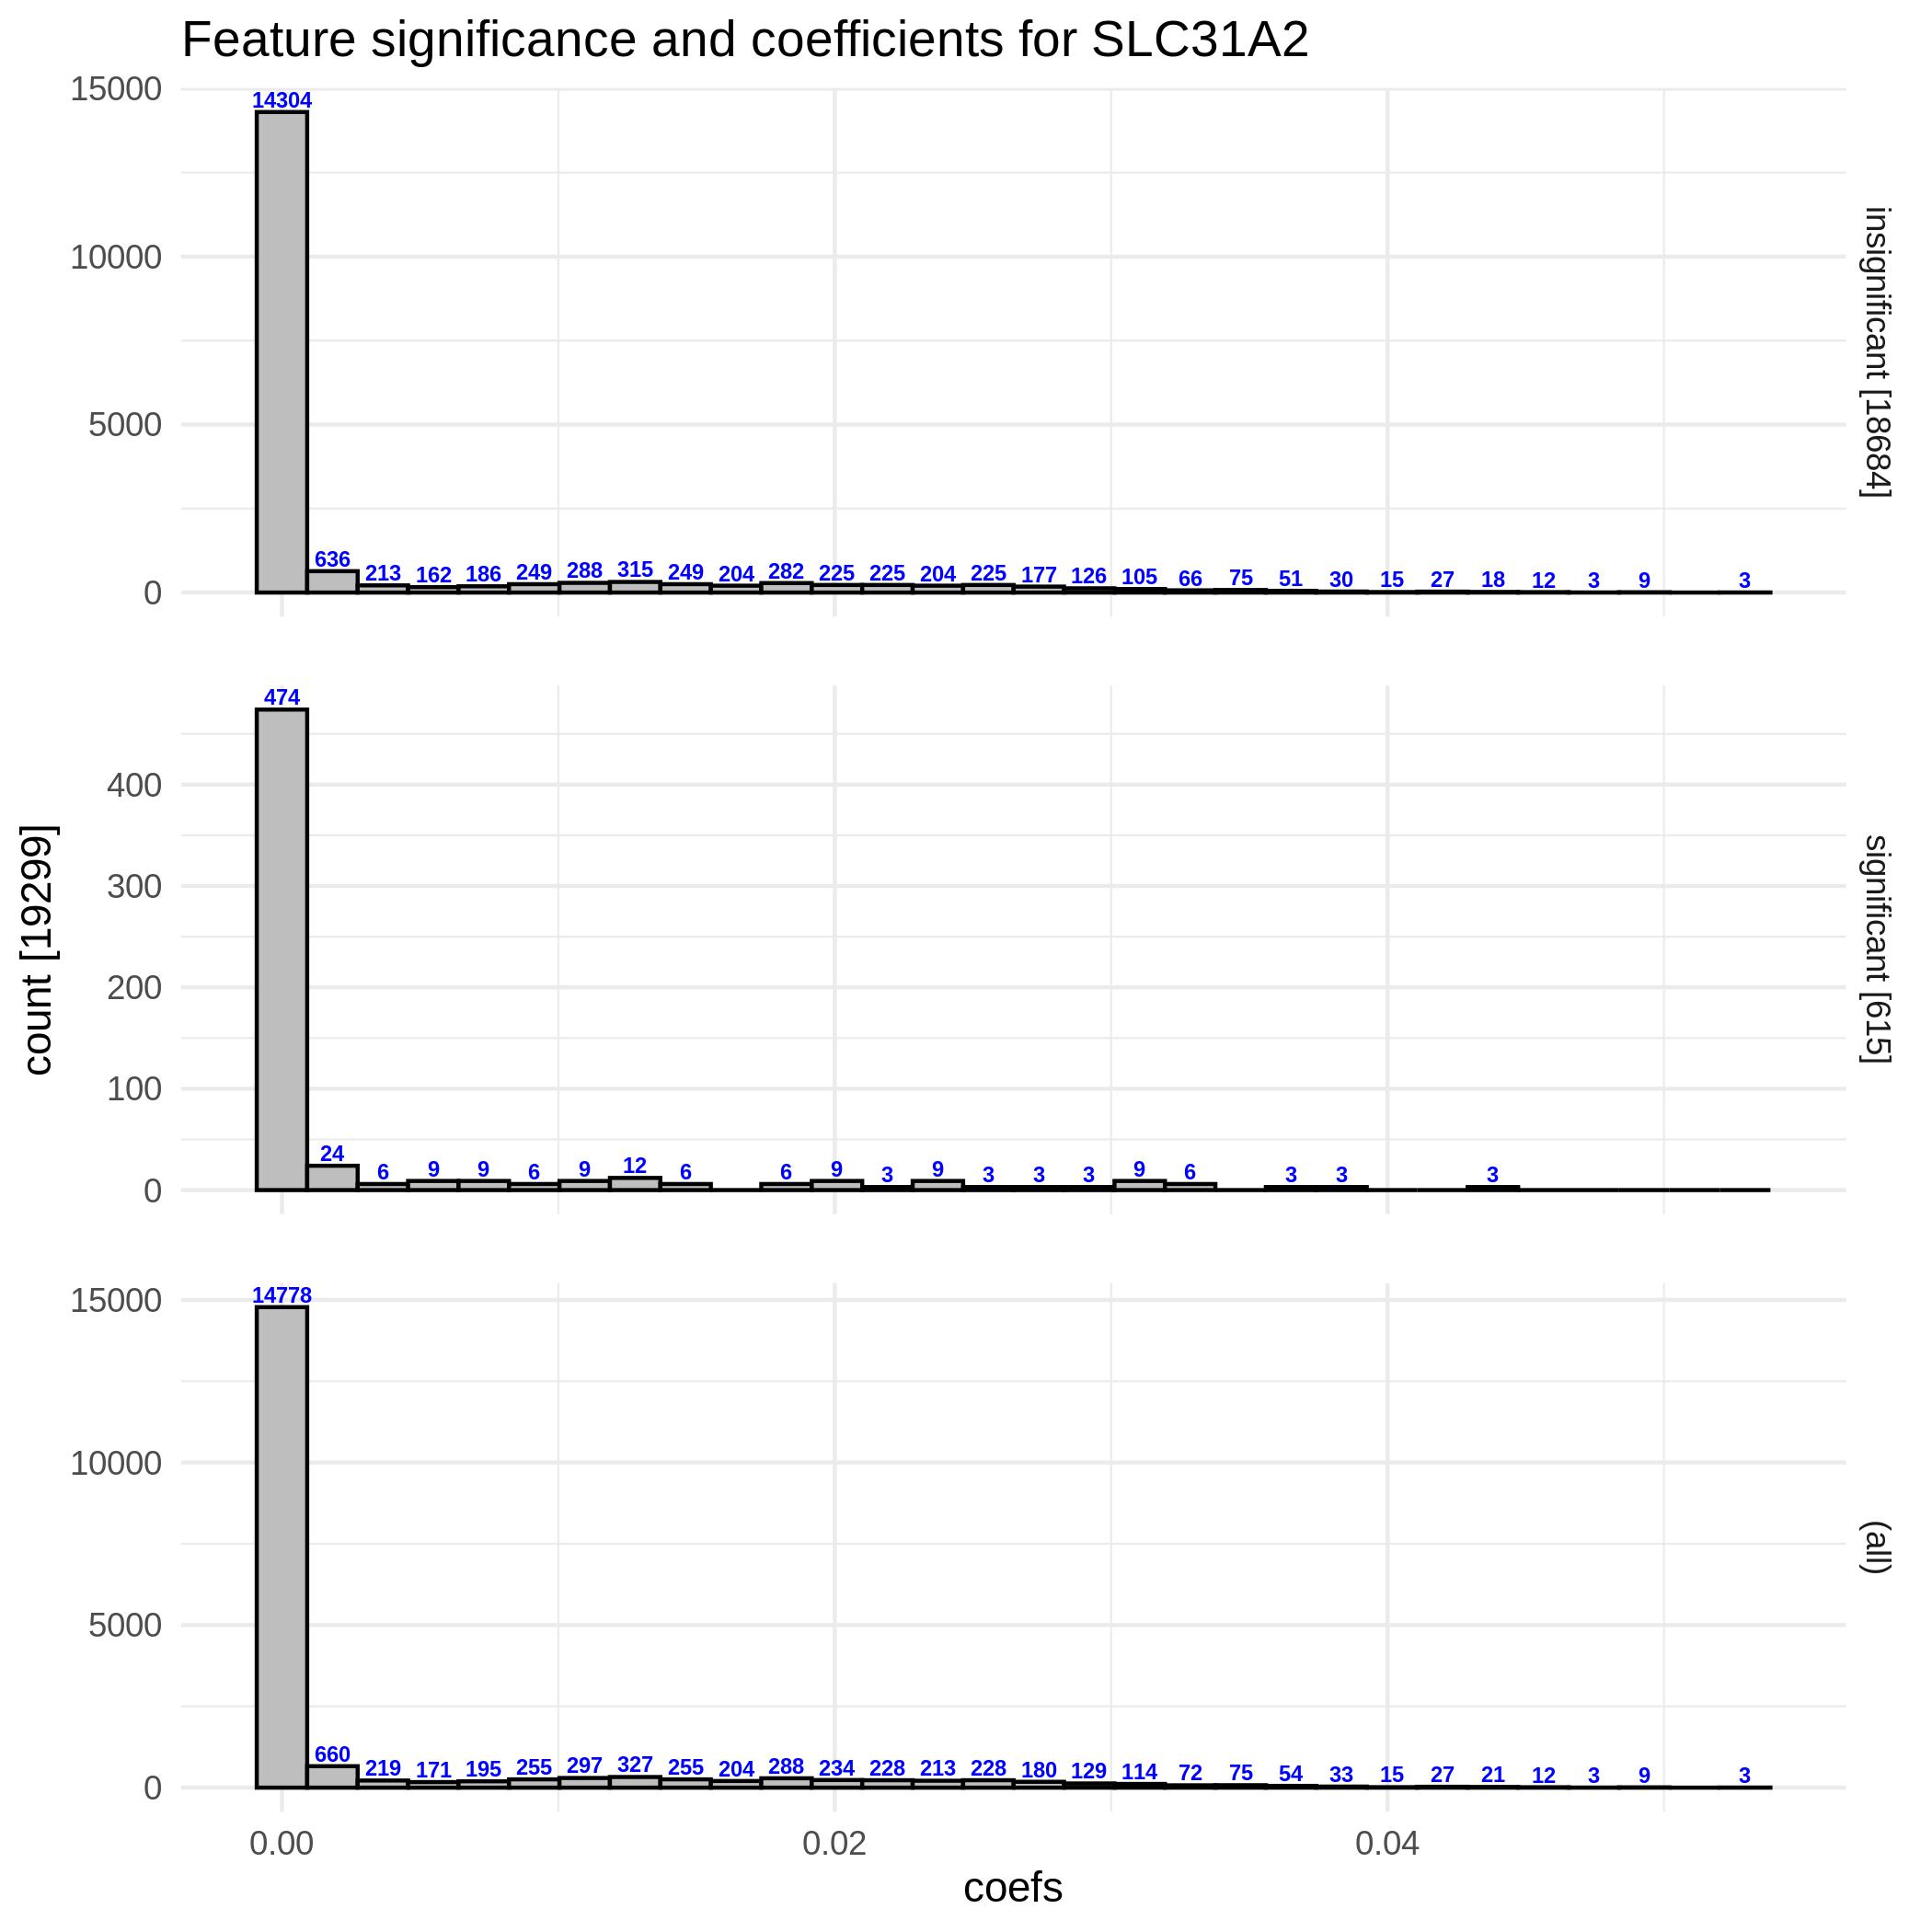 Feature significance and coefficients for SLC31A2
15000
10000
5000
0
14304
636 213 162 186 249 288 315 249 204 282 225 225 204 225 177 126 105 66 75 51 30 15 27 18 12 3 9 3
insignificant [18684]
count [19299]
400
300
200
100
0
474
24 6 9 9 6 9 12 6 6 9 3 9 3 3 3 9 6 3 3 3
significant [615]
15000
10000
5000
0
14778
660 219 171 195 255 297 327 255 204 288 234 228 213 228 180 129 114 72 75 54 33 15 27 21 12 3 9 3
(all)
0.00 0.02 0.04
coefs